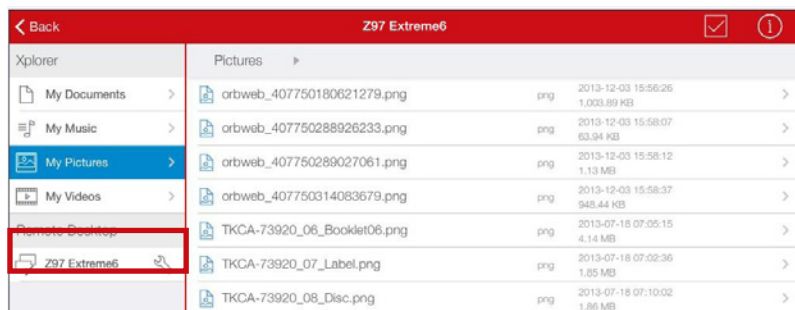 Back Z97 Extreme6
Xplorer
My Documents
My Music
My Pictures
My Videos
Remote Desktop
Z97 Extreme6
Pictures
orbweb_407750180621279.png png 2013-12-03 15:56:26
1,003.89 KB
orbweb_407750288926233.png png 2013-12-03 15:58:07
63.94 KB
orbweb_407750289027061.png png 2013-12-03 15:58:12
1.13 MB
orbweb_407750314083679.png png 2013-12-03 15:58:37
948.44 KB
TKCA-73920_06_Booklet06.png png 2013-07-18 07:05:15
4.14 MB
TKCA-73920_07_Label.png png 2013-07-18 07:02:36
1.85 MB
TKCA-73920_08_Disc.png png 2013-07-18 07:10:02
1.86 MB